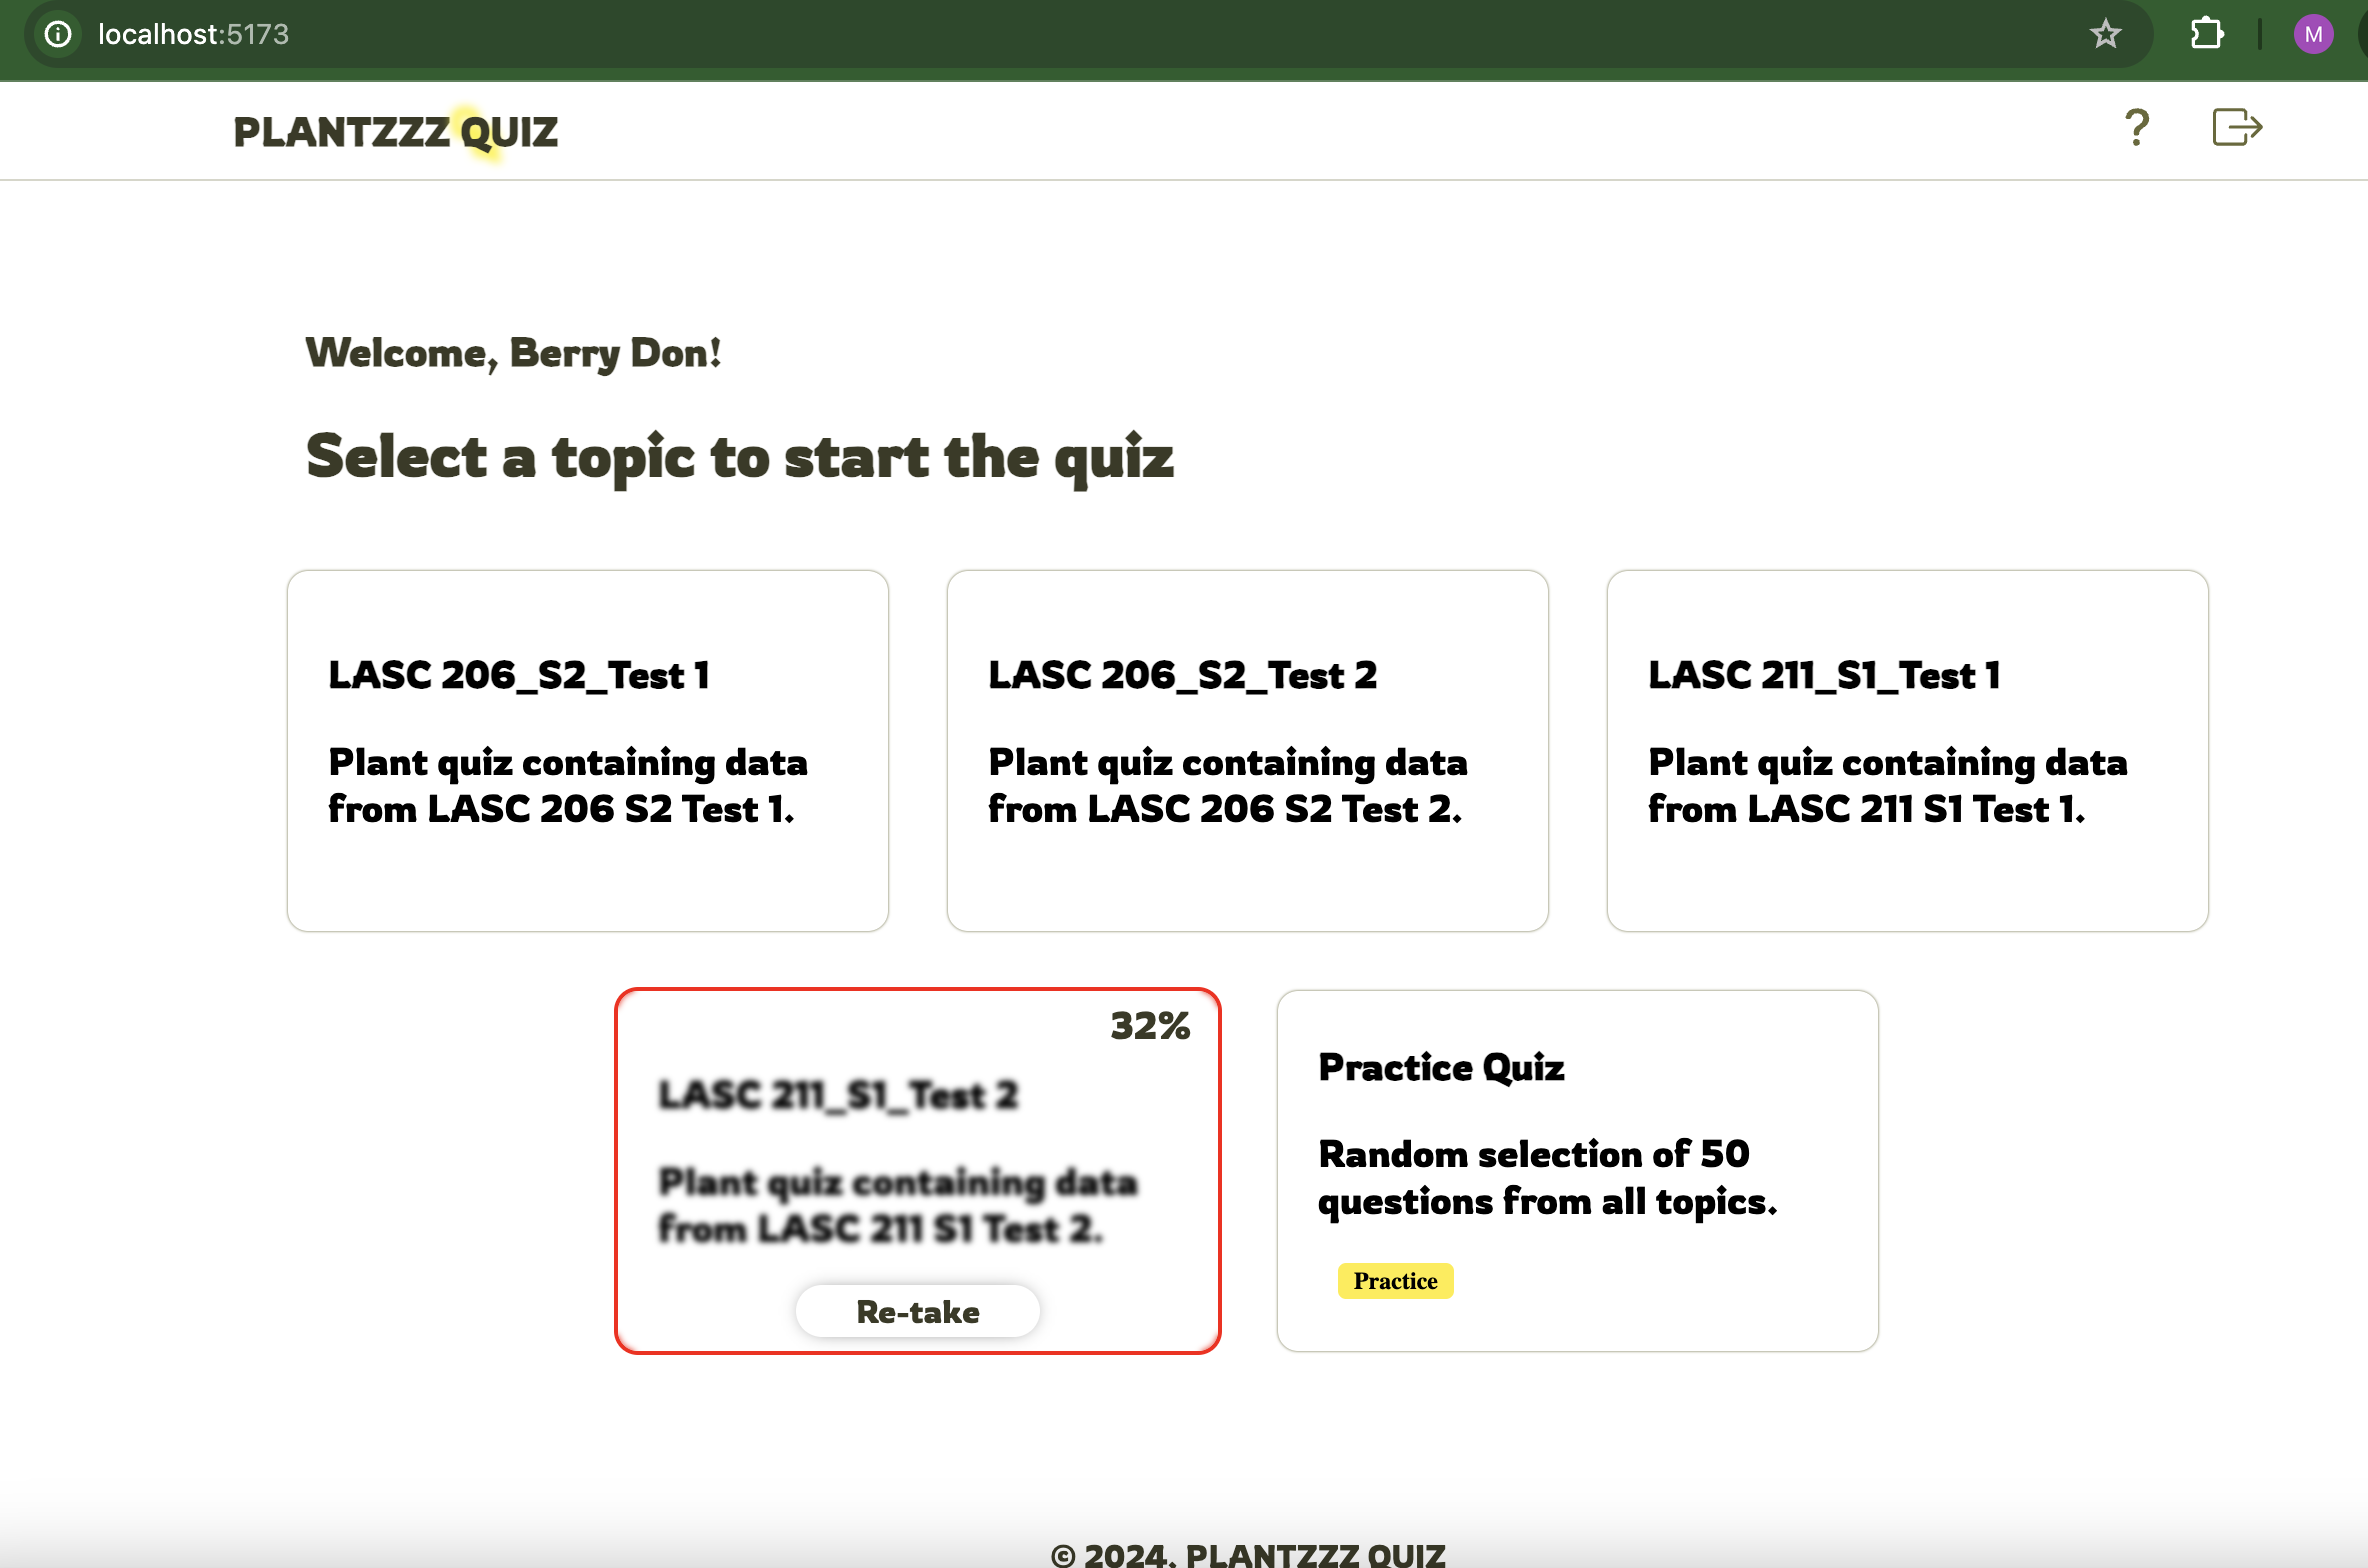 localhost:5173
M
PLANTZZZ QUIZ
?
Welcome, Berry Don!
Select a topic to start the quiz
LASC 206_S2_Test 1
Plant quiz containing data
from LASC 206 S2 Test 1.
LASC 206_S2_Test 2
Plant quiz containing data
from LASC 206 S2 Test 2.
LASC 211_S1_Test 1
Plant quiz containing data
from LASC 211 S1 Test 1.
32%
LASC 211_S1_Test 2
Plant quiz containing data
from LASC 211 S1 Test 2.
Re-take
Practice Quiz
Random selection of 50
questions from all topics.
Practice
© 2024. PLANTZZZ QUIZ